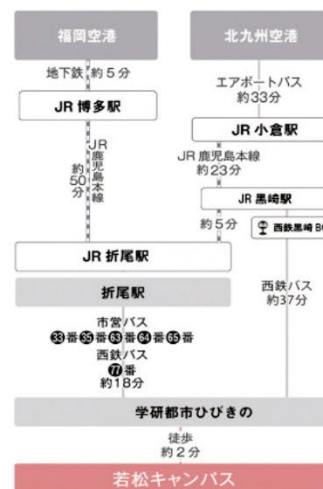 福岡空港
北九州空港
地下鉄 約5分
エアポートバス
約33分
JR 博多駅
JR 小倉駅
JR鹿児島本線
約50分
JR 鹿児島本線
約23分
JR 黒崎駅
約5分
西鉄黒崎 BC
JR 折尾駅
折尾駅
西鉄バス
約37分
市営バス
33番35番63番64番65番
西鉄バス
77番
約18分
学研都市ひびきの
徒歩
約2分
若松キャンパス